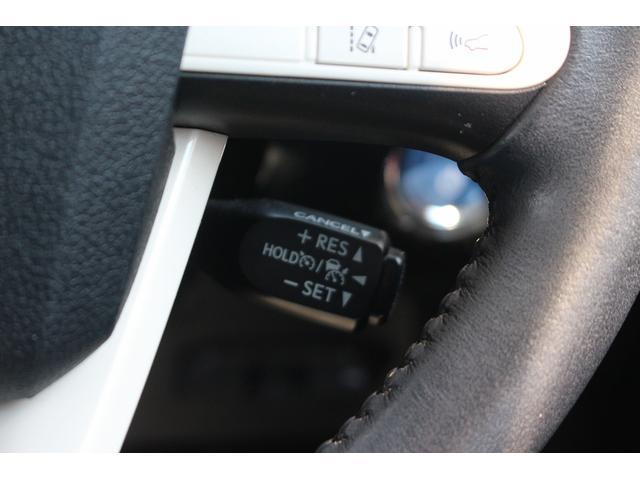 CANCEL▼
+ RES ▲
HOLD / ◀
− SET ▼